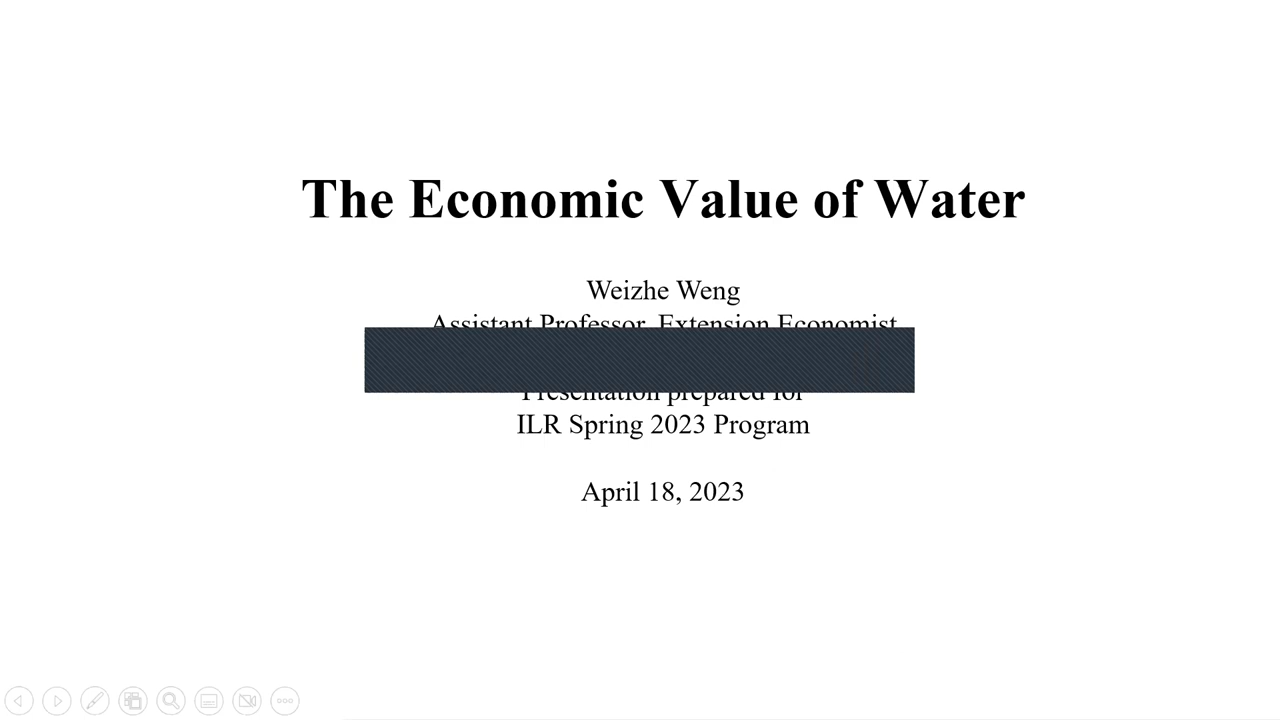 The Economic Value of Water
Weizhe Weng
Assistant Professor, Extension Economist
Presentation prepared for
ILR Spring 2023 Program
April 18, 2023